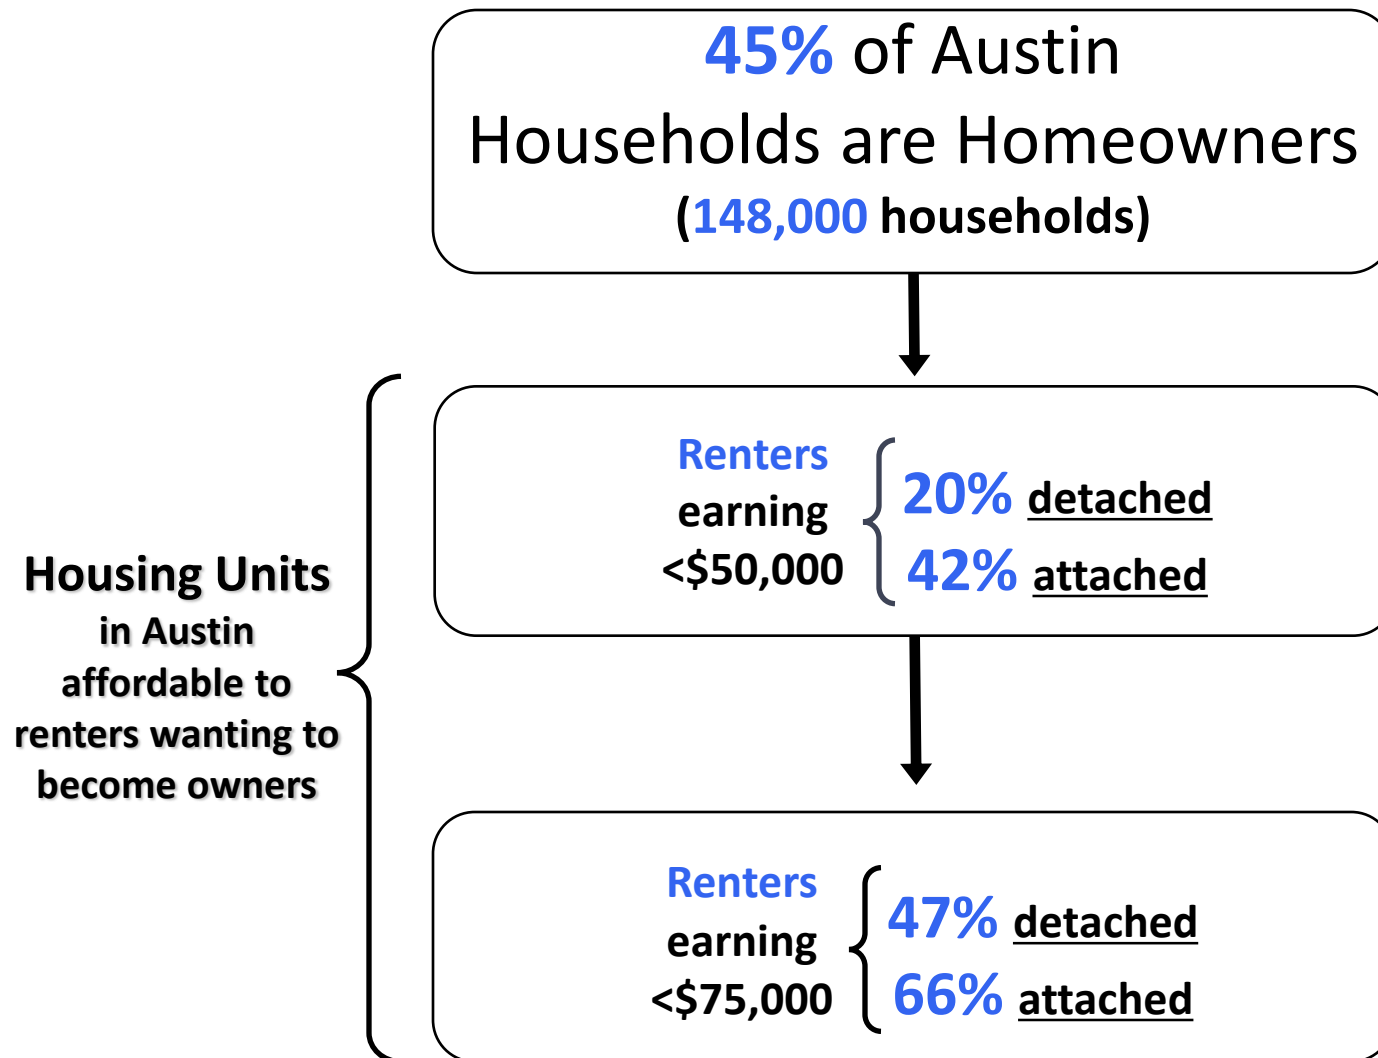 45% of Austin
Households are Homeowners
(148,000 households)
Housing Units
in Austin
affordable to
renters wanting to
become owners
Renters
earning
<$50,000
20% detached
42% attached
Renters
earning
<$75,000
47% detached
66% attached